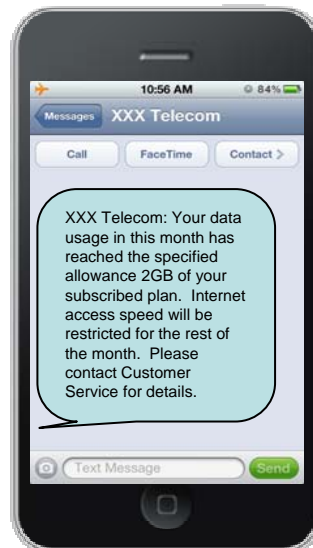 10:56 AM
84%
Messages
XXX Telecom
Call
FaceTime
Contact >
XXX Telecom: Your data
usage in this month has
reached the specified
allowance 2GB of your
subscribed plan.  Internet
access speed will be
restricted for the rest of
the month.  Please
contact Customer
Service for details.
Text Message
Send